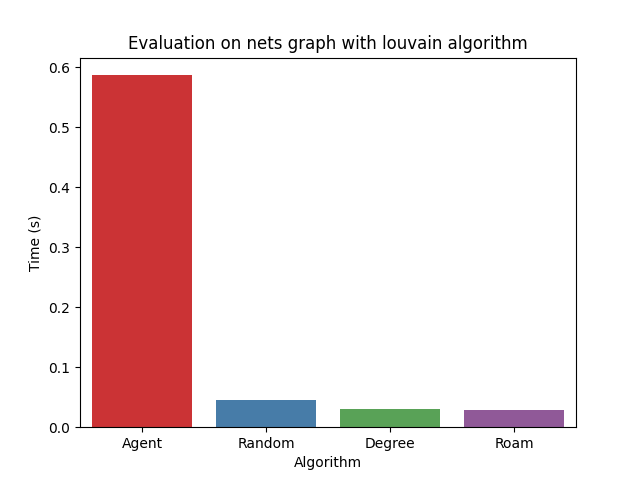 Evaluation on nets graph with louvain algorithm
Time (s)
0.6
0.5
0.4
0.3
0.2
0.1
0.0
Agent Random Degree Roam
Algorithm